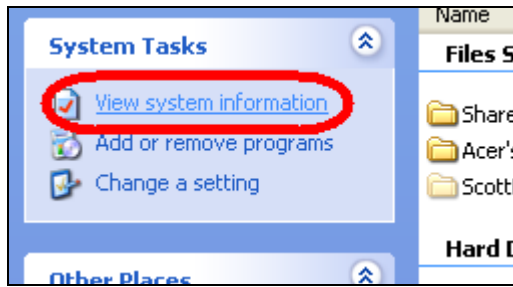 System Tasks
View system information
Add or remove programs
Change a setting
Other Places
Name
Files S
Share
Acer's
Scott
Hard D